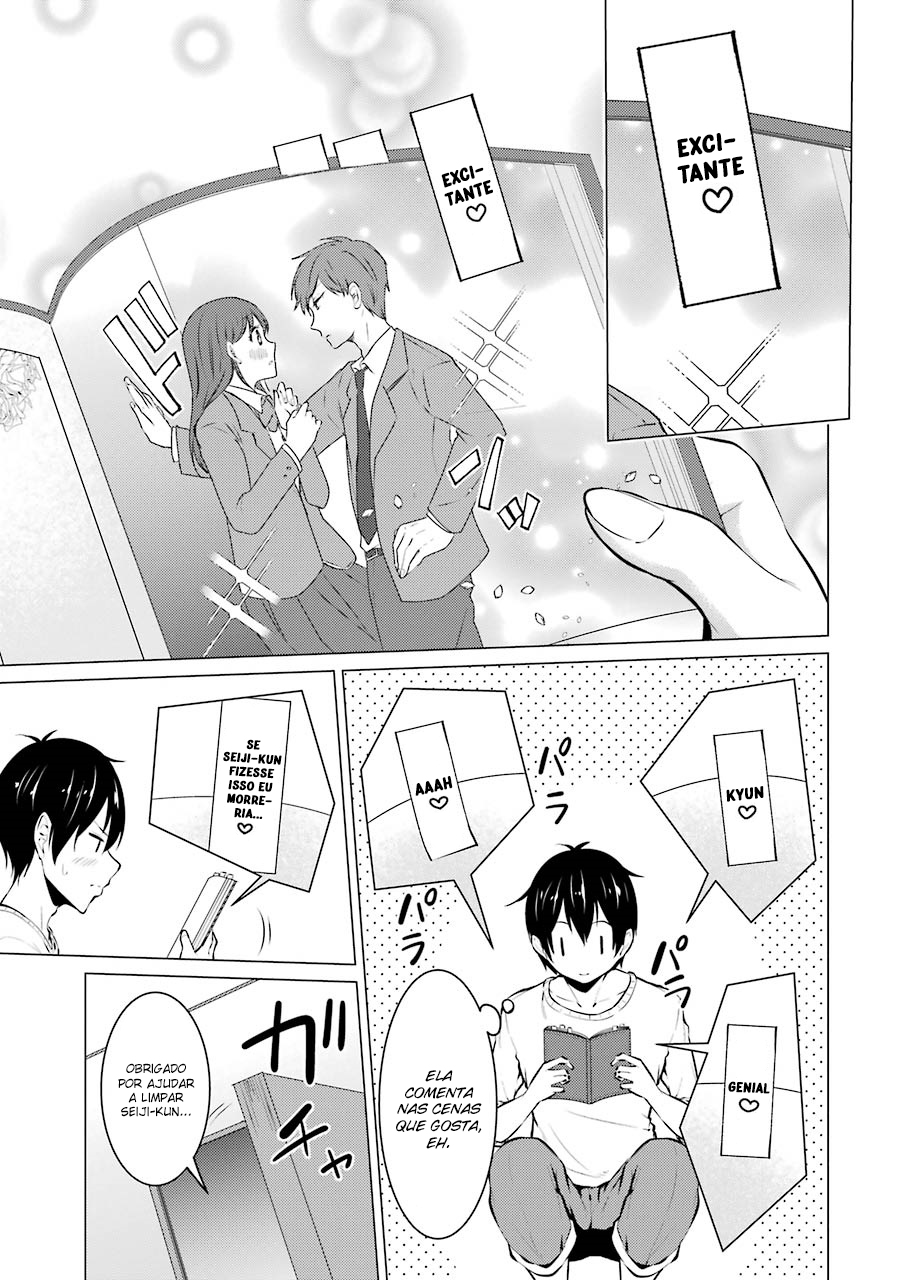 EXCI-
TANTE
♡
EXCI-
TANTE
♡
ドン
グッ
KYUN
♡
AAAH
♡
パラ
パラ
パラ
GENIAL
♡
ELA
COMENTA
NAS CENAS
QUE GOSTA,
EH.
SE
SEIJI-KUN
FIZESSE
ISSO EU
MORRE-
RIA...
♡
ガチャ
OBRIGADO
POR AJUDAR
A LIMPAR
SEIJI-KUN...